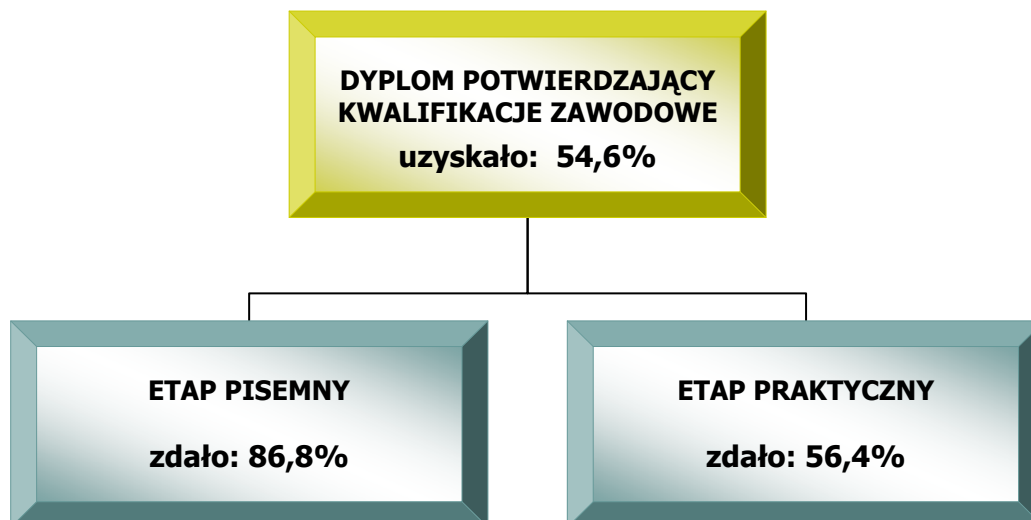 DYPLOM POTWIERDZAJĄCY
KWALIFIKACJE ZAWODOWE
uzyskało: 54,6%
ETAP PISEMNY
zdało: 86,8%
ETAP PRAKTYCZNY
zdało: 56,4%